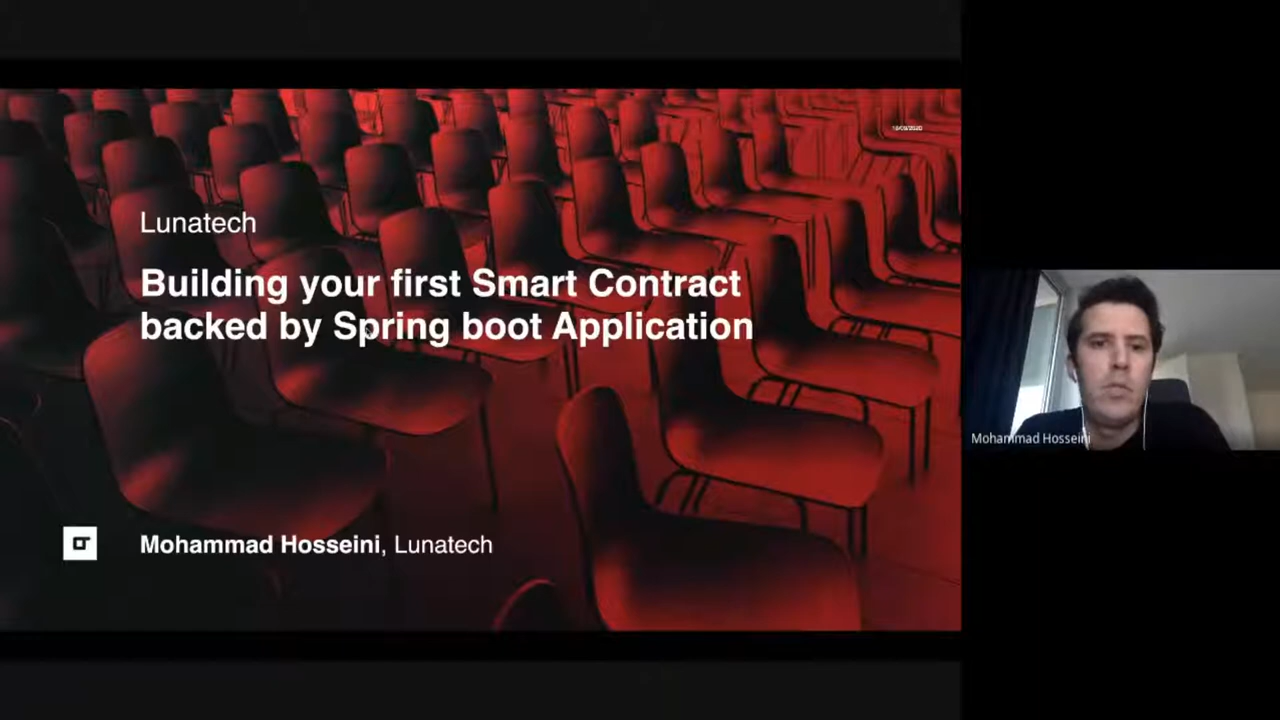 Lunatech
Building your first Smart Contract
backed by Spring boot Application
Mohammad Hosseini, Lunatech
Mohammad Hosseini